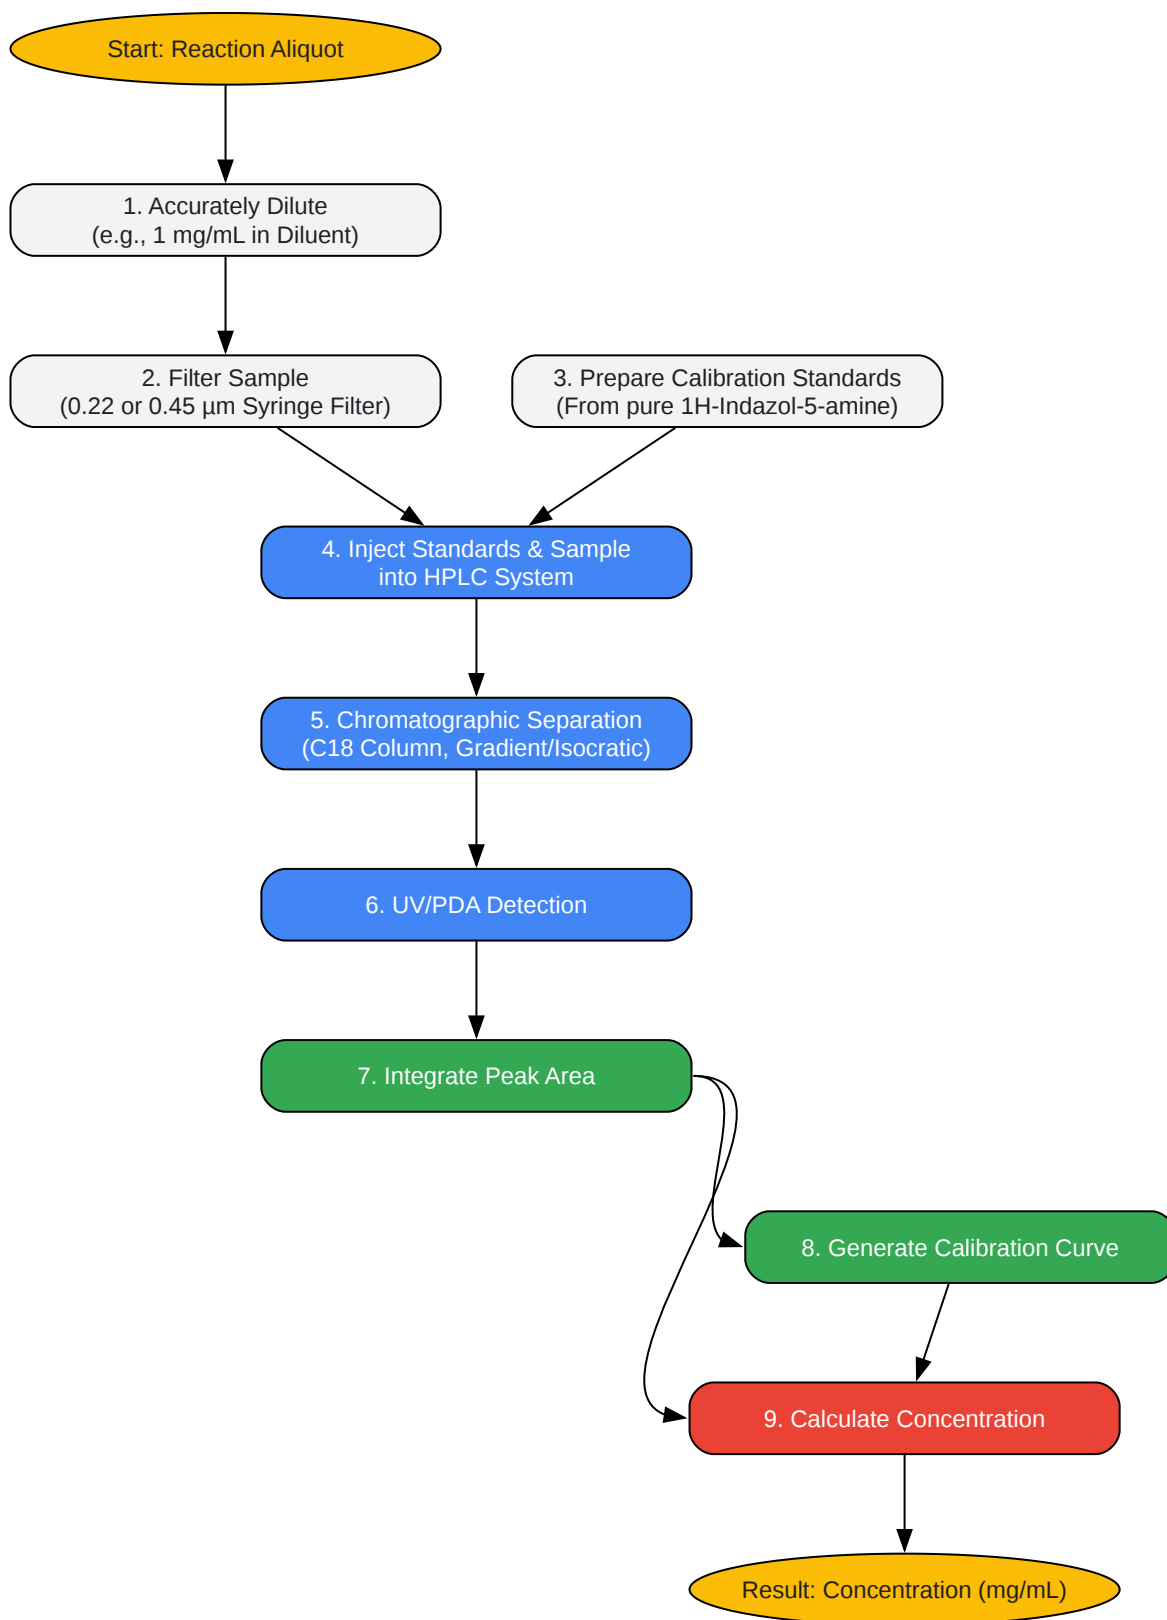 Start: Reaction Aliquot
1. Accurately Dilute
(e.g., 1 mg/mL in Diluent)
2. Filter Sample
(0.22 or 0.45 µm Syringe Filter)
3. Prepare Calibration Standards
(From pure 1H-Indazol-5-amine)
4. Inject Standards & Sample
into HPLC System
5. Chromatographic Separation
(C18 Column, Gradient/Isocratic)
6. UV/PDA Detection
7. Integrate Peak Area
8. Generate Calibration Curve
9. Calculate Concentration
Result: Concentration (mg/mL)